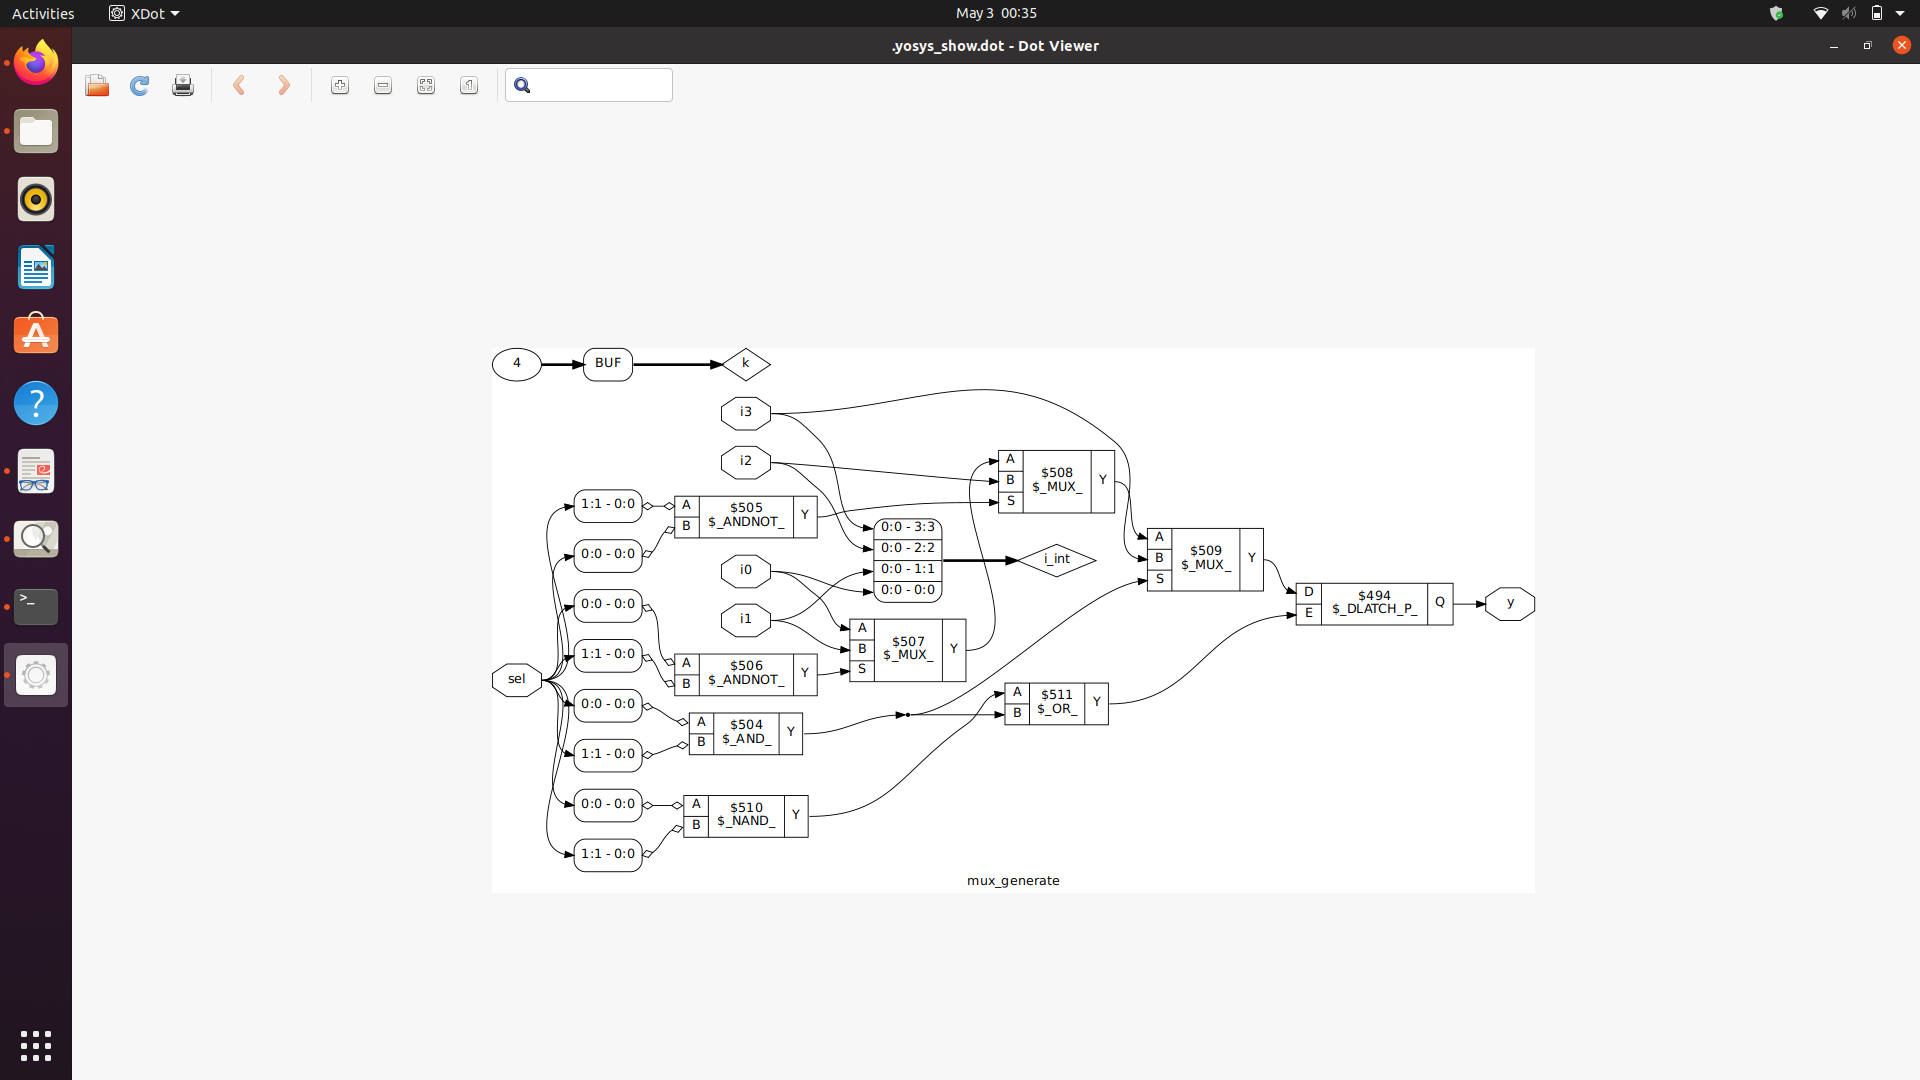 Activities
XDot
May 3 00:35
.yosys_show.dot - Dot Viewer
4
BUF
k
i3
i2
A
B
S
$508
$_MUX_
Y
1:1 - 0:0
A
B
$505
$_ANDNOT_
Y
0:0 - 3:3
0:0 - 2:2
0:0 - 1:1
0:0 - 0:0
i_int
A
B
S
$509
$_MUX_
Y
0:0 - 0:0
i0
i1
0:0 - 0:0
D
E
$494
$_DLATCH_P_
Q
y
A
B
S
$507
$_MUX_
Y
1:1 - 0:0
A
B
$506
$_ANDNOT_
Y
sel
0:0 - 0:0
A
B
$511
$_OR_
Y
A
B
$504
$_AND_
Y
1:1 - 0:0
0:0 - 0:0
A
B
$510
$_NAND_
Y
1:1 - 0:0
mux_generate